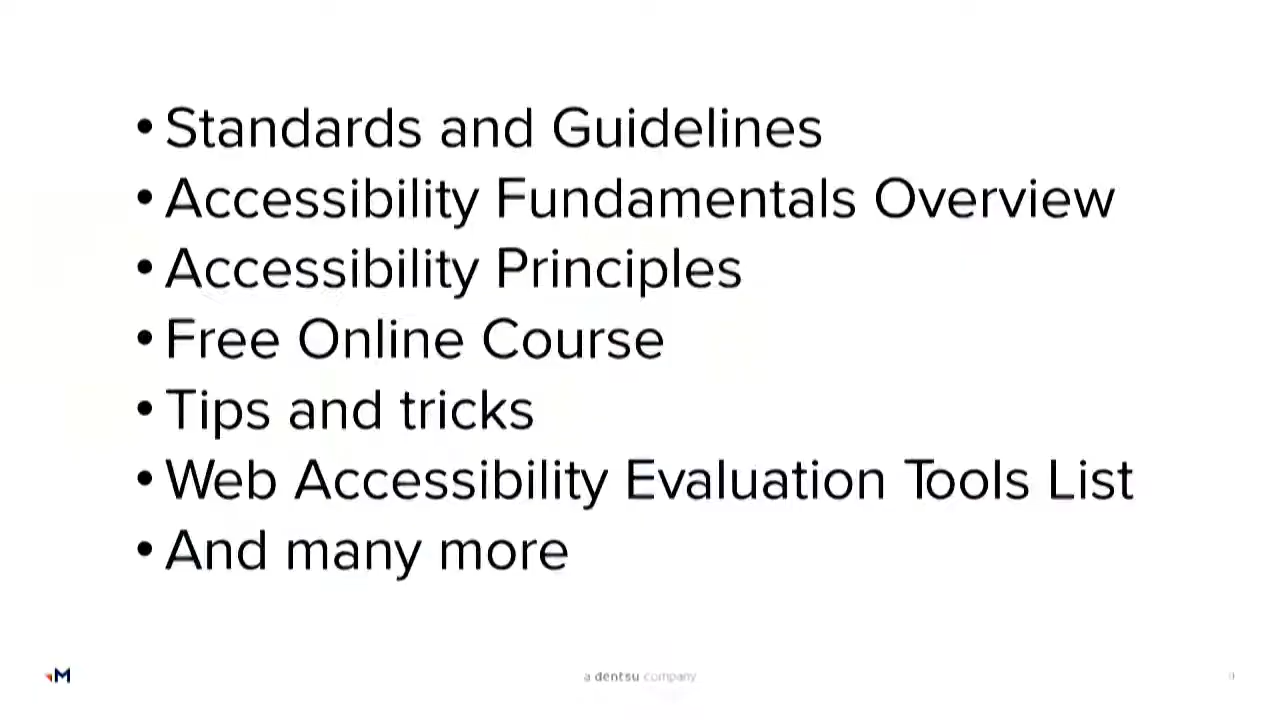 • Standards and Guidelines
• Accessibility Fundamentals Overview
• Accessibility Principles
• Free Online Course
• Tips and tricks
• Web Accessibility Evaluation Tools List
• And many more
M
a dentsu company